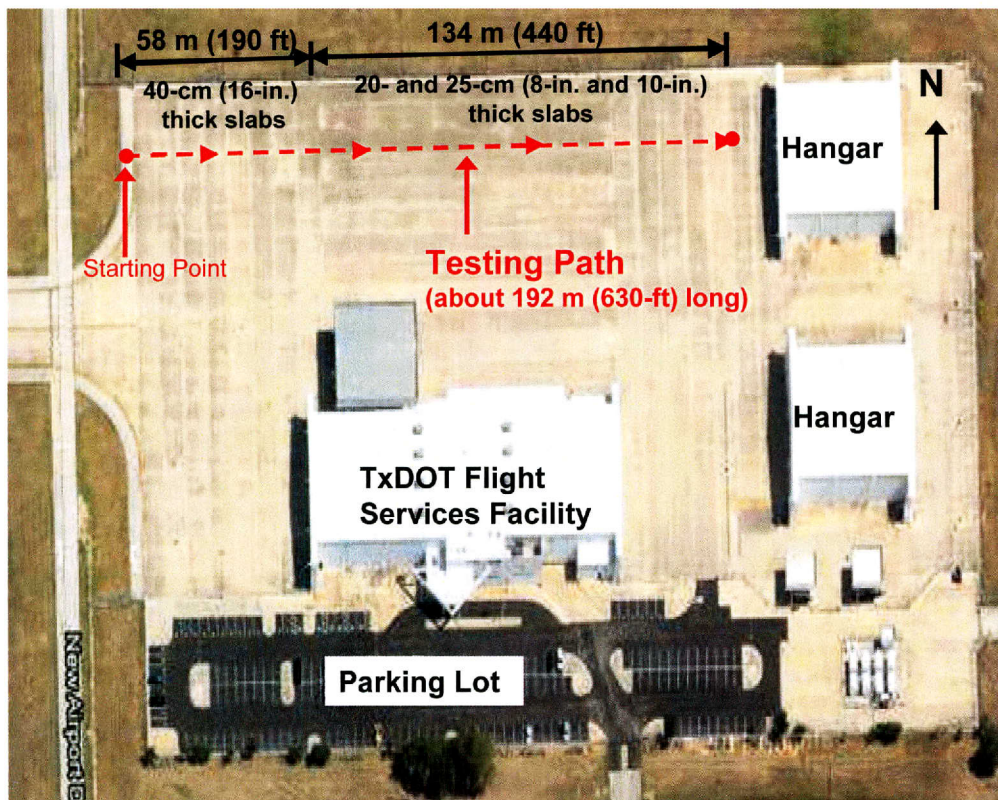 58 m (190 ft)
134 m (440 ft)
40-cm (16-in.)
thick slabs
20- and 25-cm (8-in. and 10-in.)
thick slabs
N
Hangar
Starting Point
Testing Path
(about 192 m (630-ft) long)
Hangar
TxDOT Flight
Services Facility
Parking Lot
New Airport D